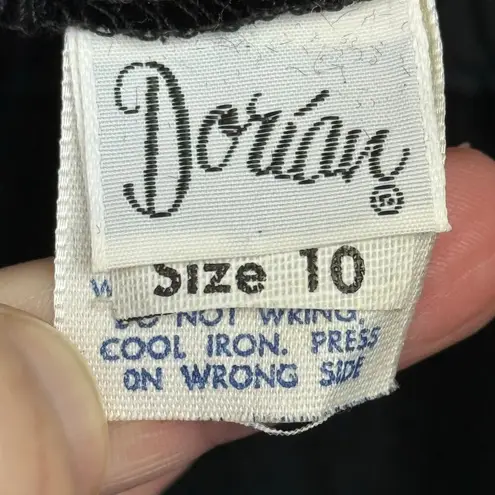 Dorian ®
Size 10
DO NOT WRING.
COOL IRON. PRESS
ON WRONG SIDE